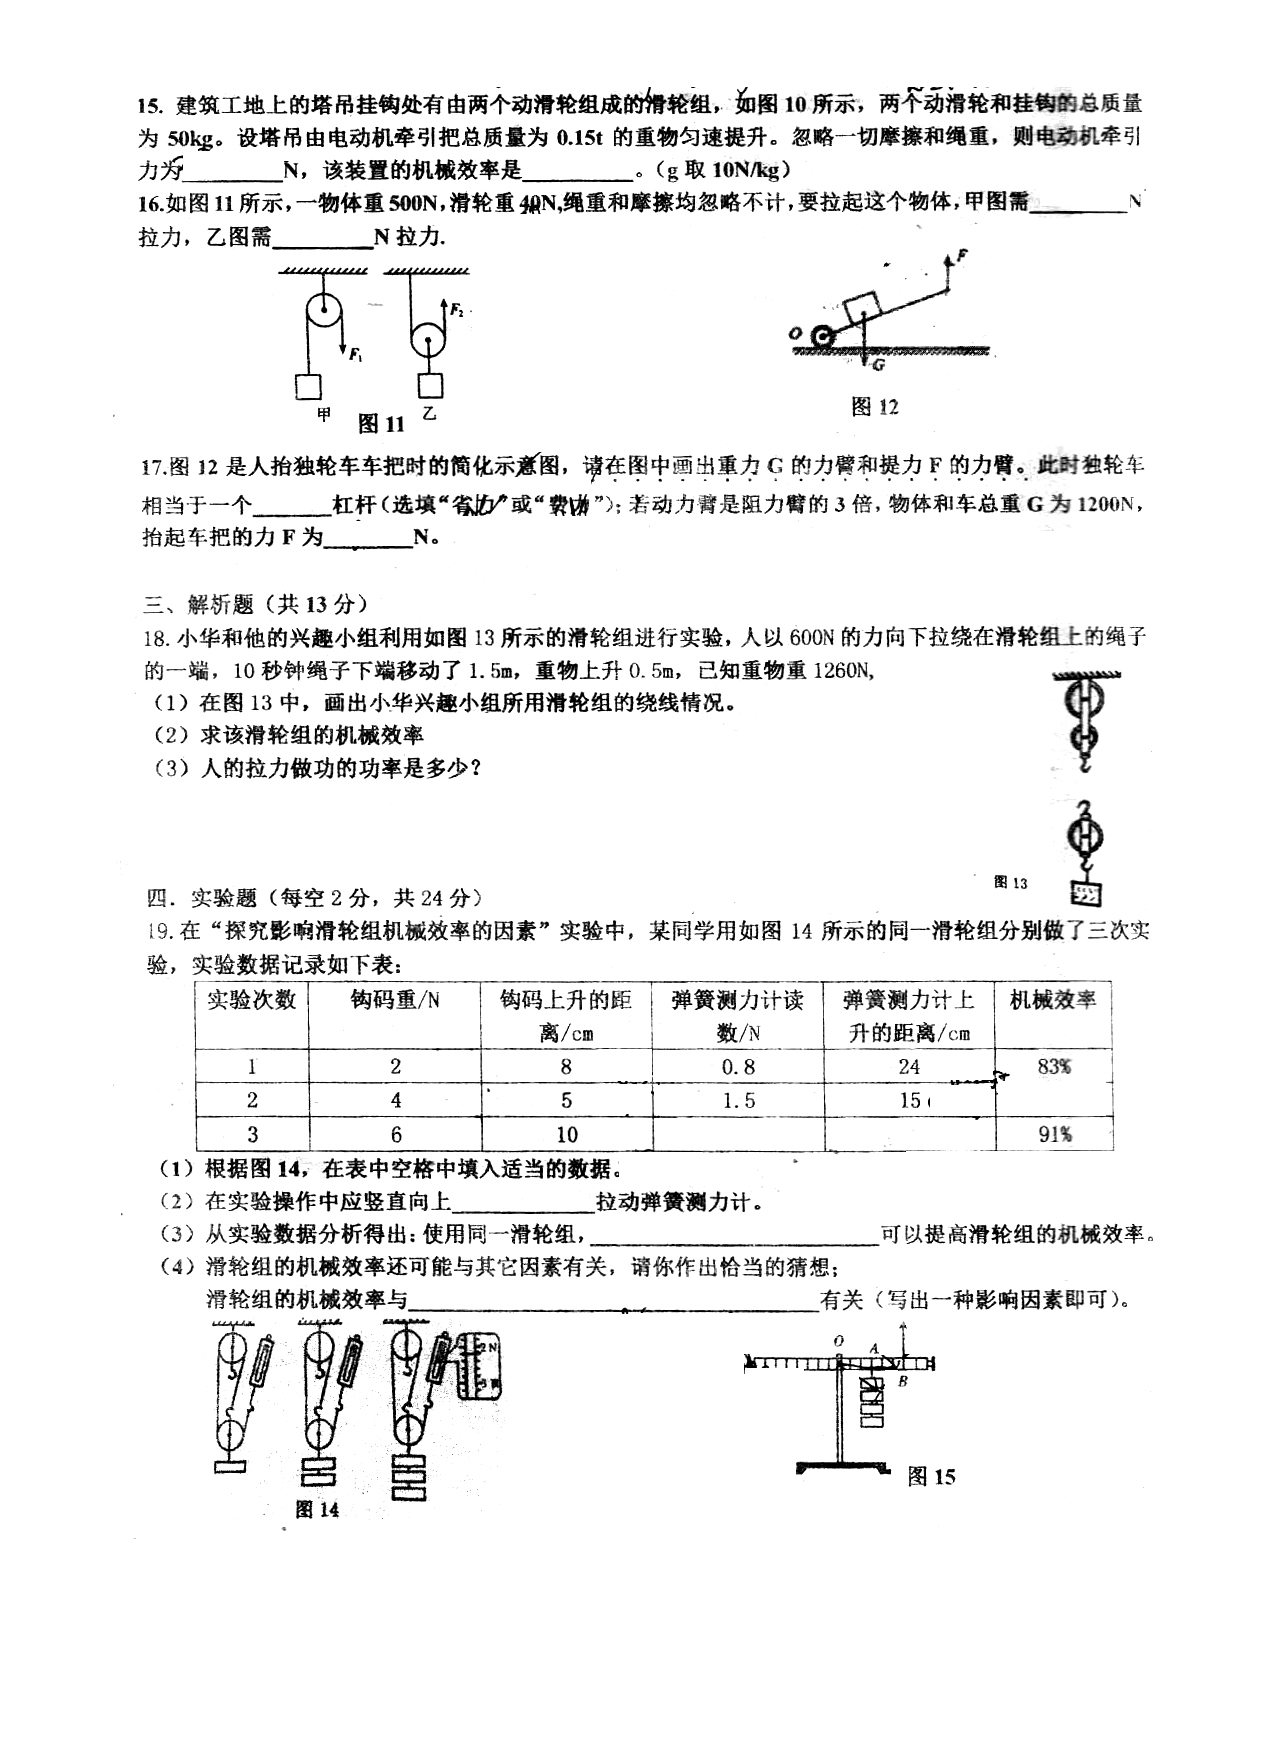 15. 建筑工地上的塔吊挂钩处有由两个动滑轮组成的滑轮组，如图 10 所示，两个动滑轮和挂钩的总质量
为 50kg。设塔吊由电动机牵引把总质量为 0.15t 的重物匀速提升。忽略一切摩擦和绳重，则电动机牵引
力为________N，该装置的机械效率是________。（g 取 10N/kg）
16.如图 11 所示，一物体重 500N，滑轮重 40N,绳重和摩擦均忽略不计，要拉起这个物体，甲图需________N
拉力，乙图需________N 拉力.
F₁
F₂
甲
图 11
乙
F
O
G
图 12
17.图 12 是人抬独轮车车把时的简化示意图，请在图中画出重力 G 的力臂和提力 F 的力臂。此时独轮车
相当于一个______杠杆（选填“省力”或“费力”）；若动力臂是阻力臂的 3 倍，物体和车总重 G 为 1200N，
抬起车把的力 F 为________N。
三、解析题（共 13 分）
18. 小华和他的兴趣小组利用如图 13 所示的滑轮组进行实验，人以 600N 的力向下拉绕在滑轮组上的绳子
的一端，10 秒钟绳子下端移动了 1.5m，重物上升 0.5m，已知重物重 1260N,
（1）在图 13 中，画出小华兴趣小组所用滑轮组的绕线情况。
（2）求该滑轮组的机械效率
（3）人的拉力做功的功率是多少？
图 13
四．实验题（每空 2 分，共 24 分）
19. 在“探究影响滑轮组机械效率的因素”实验中，某同学用如图 14 所示的同一滑轮组分别做了三次实
验，实验数据记录如下表：
实验次数 钩码重/N 钩码上升的距离/cm 弹簧测力计读数/N 弹簧测力计上升的距离/cm 机械效率
1 2 8 0.8 24 83%
2 4 5 1.5 15
3 6 10 91%
（1）根据图 14，在表中空格中填入适当的数据。
（2）在实验操作中应竖直向上____________拉动弹簧测力计。
（3）从实验数据分析得出：使用同一滑轮组，________________________可以提高滑轮组的机械效率。
（4）滑轮组的机械效率还可能与其它因素有关，请你作出恰当的猜想；
滑轮组的机械效率与__________________________________有关（写出一种影响因素即可）。
2N
图 14
O
A
B
图 15